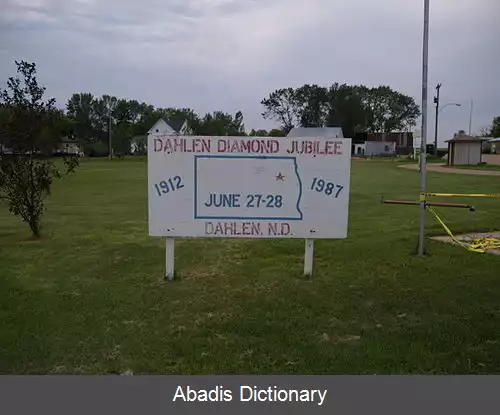 DAHLEN DIAMOND JUBILEE
1912
1987
JUNE 27-28
DAHLEN, N.D.
Abadis Dictionary